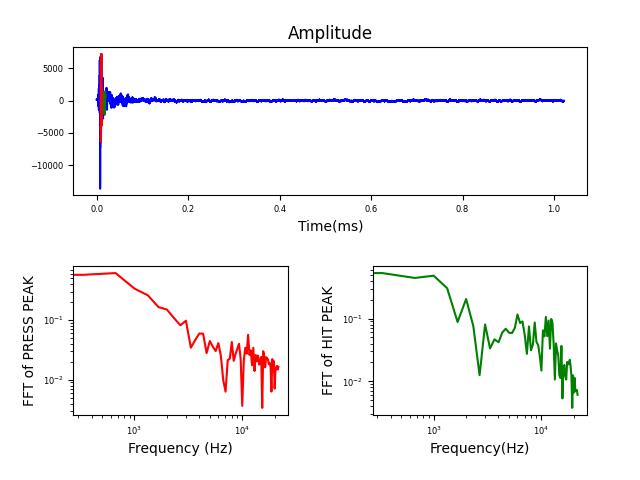 Amplitude
5000
0
−5000
−10000
0.0 0.2 0.4 0.6 0.8 1.0
Time(ms)
FFT of PRESS PEAK
10⁻¹
10⁻²
10³ 10⁴
Frequency (Hz)
FFT of HIT PEAK
10⁻¹
10⁻²
10³ 10⁴
Frequency(Hz)